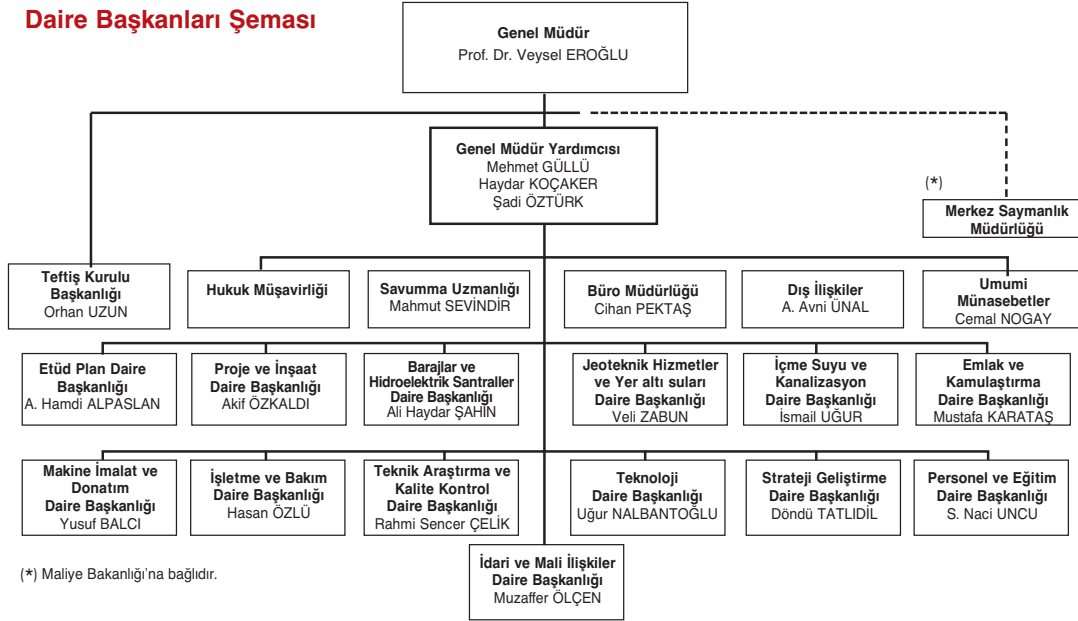 Daire Başkanları Şeması
Genel Müdür
Prof. Dr. Veysel EROĞLU
Genel Müdür Yardımcısı
Mehmet GÜLLÜ
Haydar KOÇAKER
Şadi ÖZTÜRK
(*)
Merkez Saymanlık
Müdürlüğü
Teftiş Kurulu
Başkanlığı
Orhan UZUN
Hukuk Müşavirliği
Savumma Uzmanlığı
Mahmut SEVİNDİR
Büro Müdürlüğü
Cihan PEKTAŞ
Dış İlişkiler
A. Avni ÜNAL
Umumi
Münasebetler
Cemal NOGAY
Etüd Plan Daire
Başkanlığı
A. Hamdi ALPASLAN
Proje ve İnşaat
Daire Başkanlığı
Akif ÖZKALDI
Barajlar ve
Hidroelektrik Santraller
Daire Başkanlığı
Ali Haydar ŞAHİN
Jeoteknik Hizmetler
ve Yer altı suları
Daire Başkanlığı
Veli ZABUN
İçme Suyu ve
Kanalizasyon
Daire Başkanlığı
İsmail UĞUR
Emlak ve
Kamulaştırma
Daire Başkanlığı
Mustafa KARATAŞ
Makine İmalat ve
Donatım
Daire Başkanlığı
Yusuf BALCI
İşletme ve Bakım
Daire Başkanlığı
Hasan ÖZLÜ
Teknik Araştırma ve
Kalite Kontrol
Daire Başkanlığı
Rahmi Sencer ÇELİK
Teknoloji
Daire Başkanlığı
Uğur NALBANTOĞLU
Strateji Geliştirme
Daire Başkanlığı
Döndü TATLIDİL
Personel ve Eğitim
Daire Başkanlığı
S. Naci UNCU
İdari ve Mali İlişkiler
Daire Başkanlığı
Muzaffer ÖLÇEN
(*) Maliye Bakanlığı'na bağlıdır.